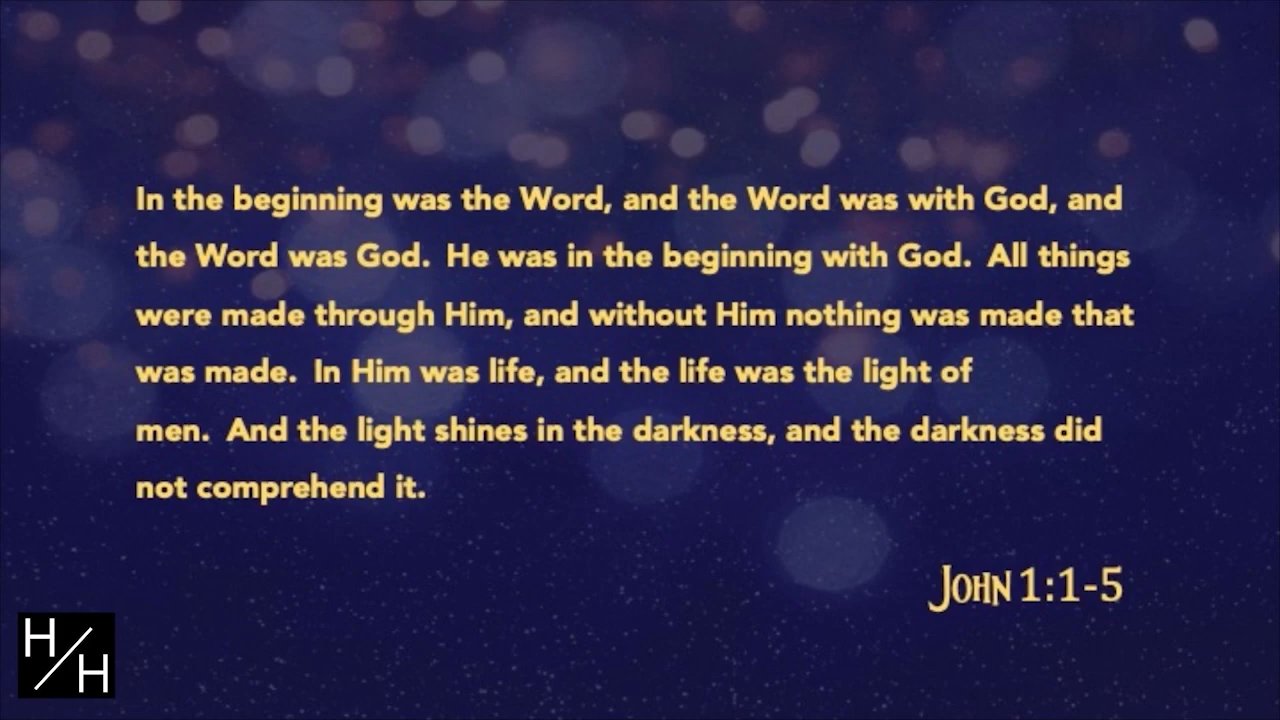 In the beginning was the Word, and the Word was with God, and
the Word was God.  He was in the beginning with God.  All things
were made through Him, and without Him nothing was made that
was made.  In Him was life, and the life was the light of
men.  And the light shines in the darkness, and the darkness did
not comprehend it.
John 1:1-5
H/H